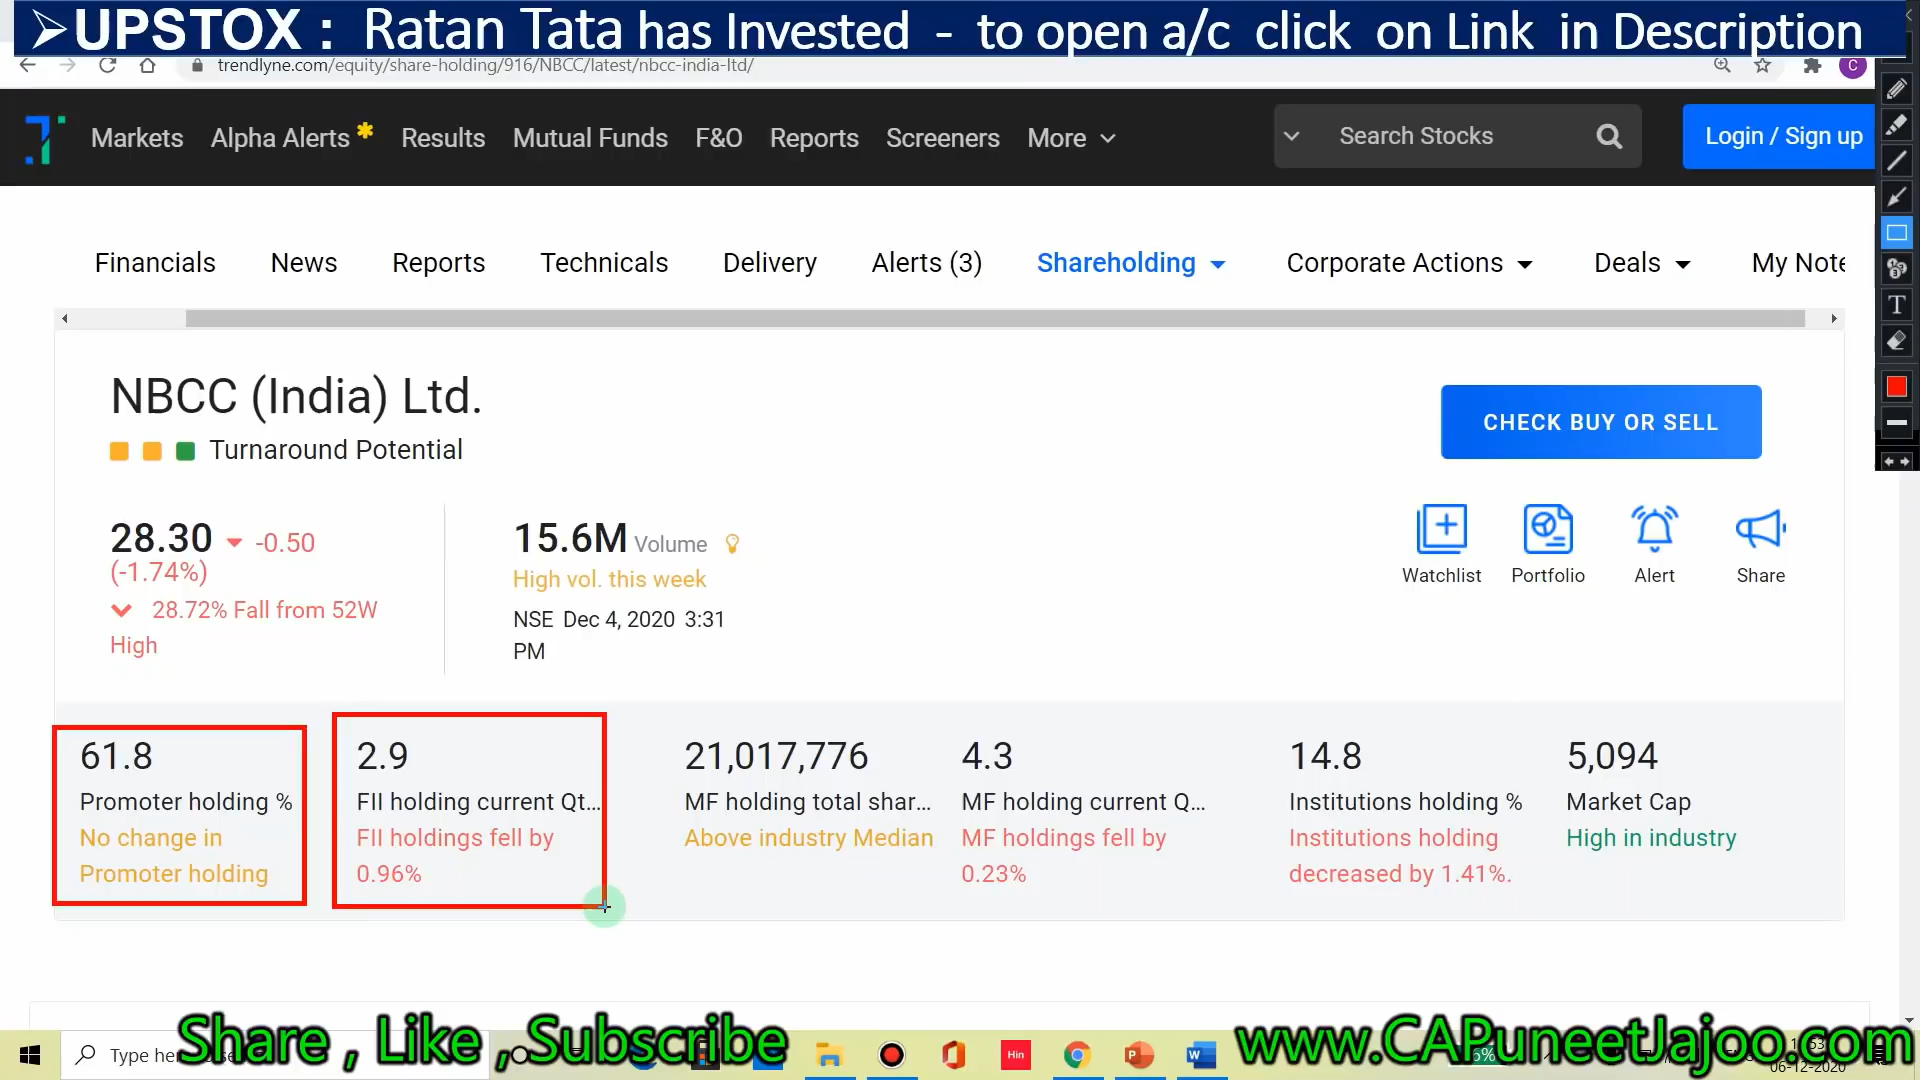 ➢UPSTOX : Ratan Tata has Invested - to open a/c click on Link in Description
trendlyne.com/equity/share-holding/916/NBCC/latest/nbcc-india-ltd/
C
Markets Alpha Alerts * Results Mutual Funds F&O Reports Screeners More Search Stocks Login / Sign up
Financials News Reports Technicals Delivery Alerts (3) Shareholding Corporate Actions Deals My Note
T
NBCC (India) Ltd.
Turnaround Potential
CHECK BUY OR SELL
28.30 -0.50
(-1.74%)
28.72% Fall from 52W
High
15.6M Volume
High vol. this week
NSE Dec 4, 2020 3:31
PM
Watchlist Portfolio Alert Share
61.8
Promoter holding %
No change in
Promoter holding
2.9
FII holding current Qt...
FII holdings fell by
0.96%
21,017,776
MF holding total shar...
Above industry Median
4.3
MF holding current Q...
MF holdings fell by
0.23%
14.8
Institutions holding %
Institutions holding
decreased by 1.41%.
5,094
Market Cap
High in industry
Share , Like , Subscribe
www.CAPuneetJajoo.com
Type her
Hin
06-12-2020